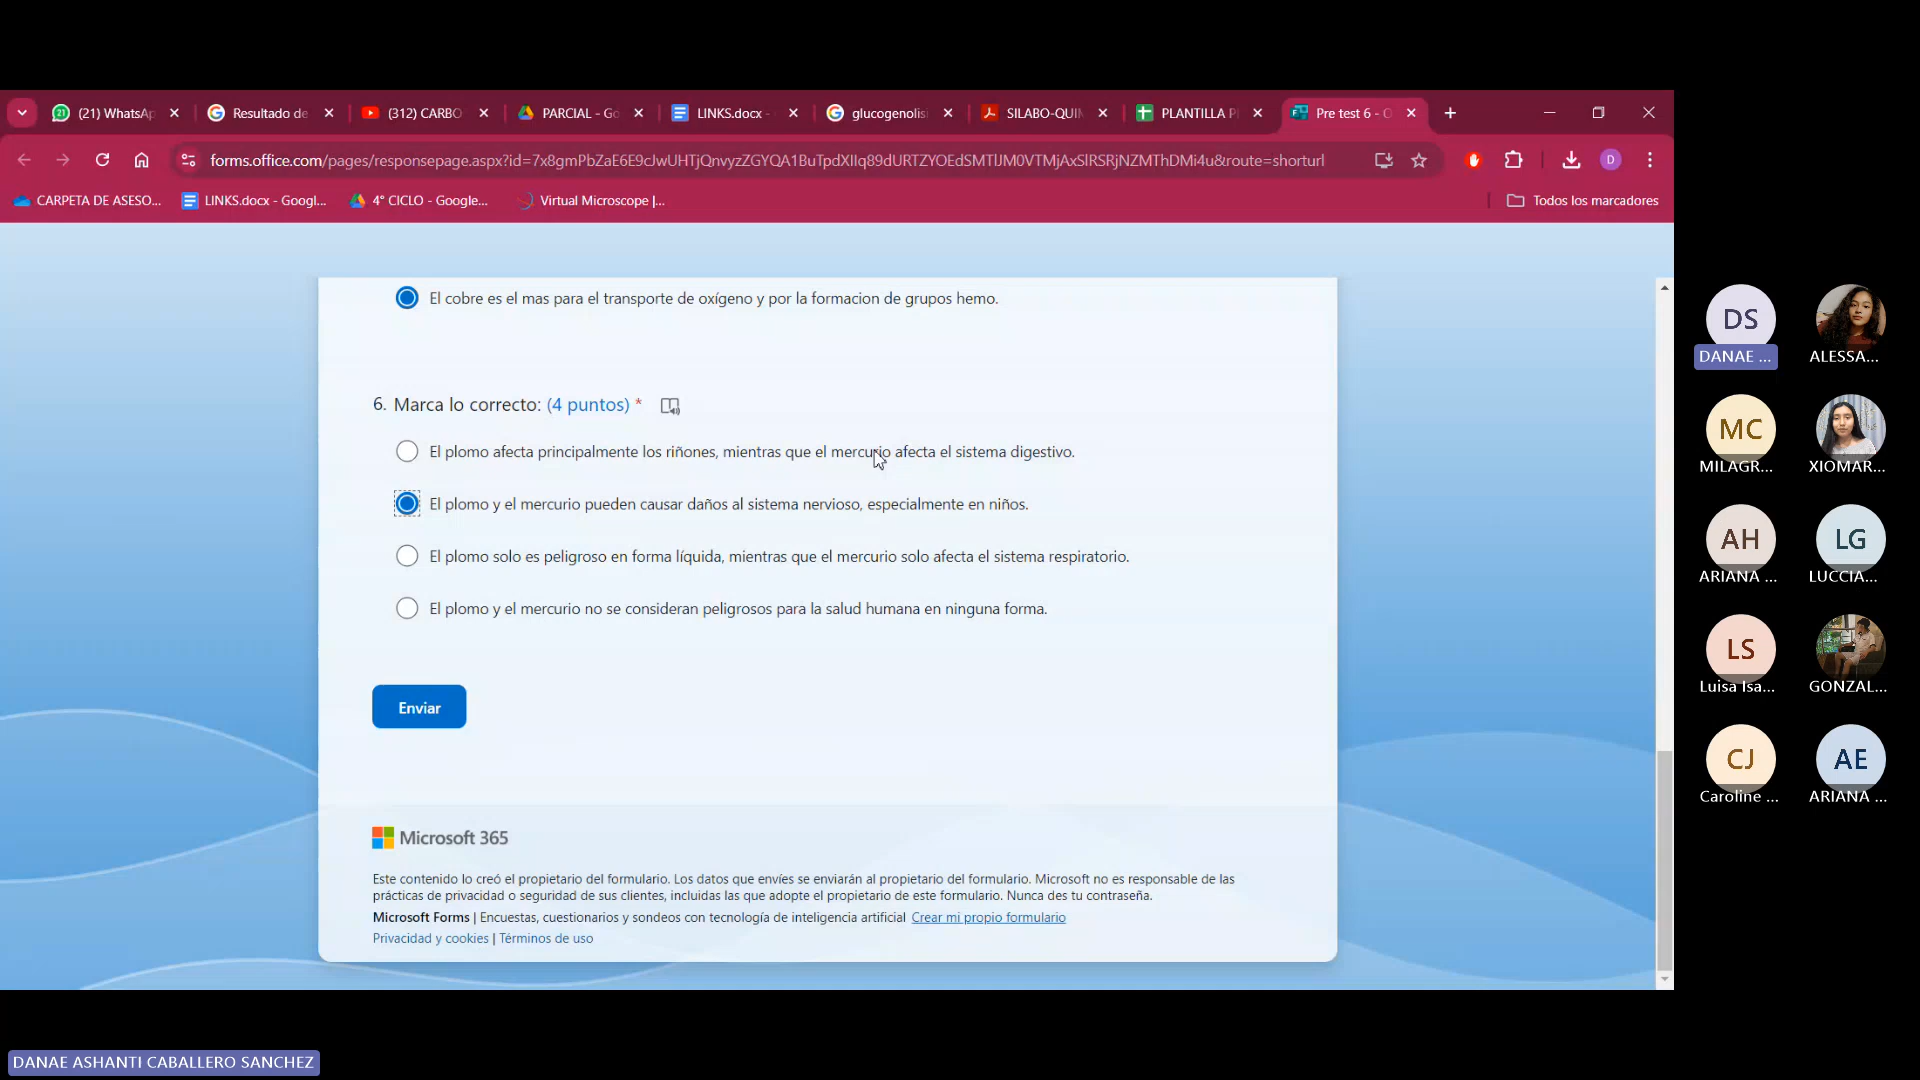 (21) WhatsAp
Resultado de
(312) CARBO
PARCIAL - Go
LINKS.docx -
glucogenolisi
SILABO-QUIM
PLANTILLA P
Pre test 6 - O
forms.office.com/pages/responsepage.aspx?id=7x8gmPbZaE6E9cJwUHTjQnvyzZGYQA1BuTpdXIIq89dURTZYOEdSMTlJM0VTMjAxSlRSRjNZMThDMi4u&route=shorturl
D
CARPETA DE ASESO...
LINKS.docx - Googl...
4° CICLO - Google...
Virtual Microscope |...
Todos los marcadores
El cobre es el mas para el transporte de oxígeno y por la formacion de grupos hemo.
6. Marca lo correcto: (4 puntos) *
El plomo afecta principalmente los riñones, mientras que el mercurio afecta el sistema digestivo.
El plomo y el mercurio pueden causar daños al sistema nervioso, especialmente en niños.
El plomo solo es peligroso en forma líquida, mientras que el mercurio solo afecta el sistema respiratorio.
El plomo y el mercurio no se consideran peligrosos para la salud humana en ninguna forma.
Enviar
Microsoft 365
Este contenido lo creó el propietario del formulario. Los datos que envíes se enviarán al propietario del formulario. Microsoft no es responsable de las
prácticas de privacidad o seguridad de sus clientes, incluidas las que adopte el propietario de este formulario. Nunca des tu contraseña.
Microsoft Forms | Encuestas, cuestionarios y sondeos con tecnología de inteligencia artificial Crear mi propio formulario
Privacidad y cookies | Términos de uso
DS
DANAE ...
ALESSA...
MC
MILAGR...
XIOMAR...
AH
ARIANA ...
LG
LUCCIA...
LS
Luisa Isa...
GONZAL...
CJ
Caroline ...
AE
ARIANA ...
DANAE ASHANTI CABALLERO SANCHEZ